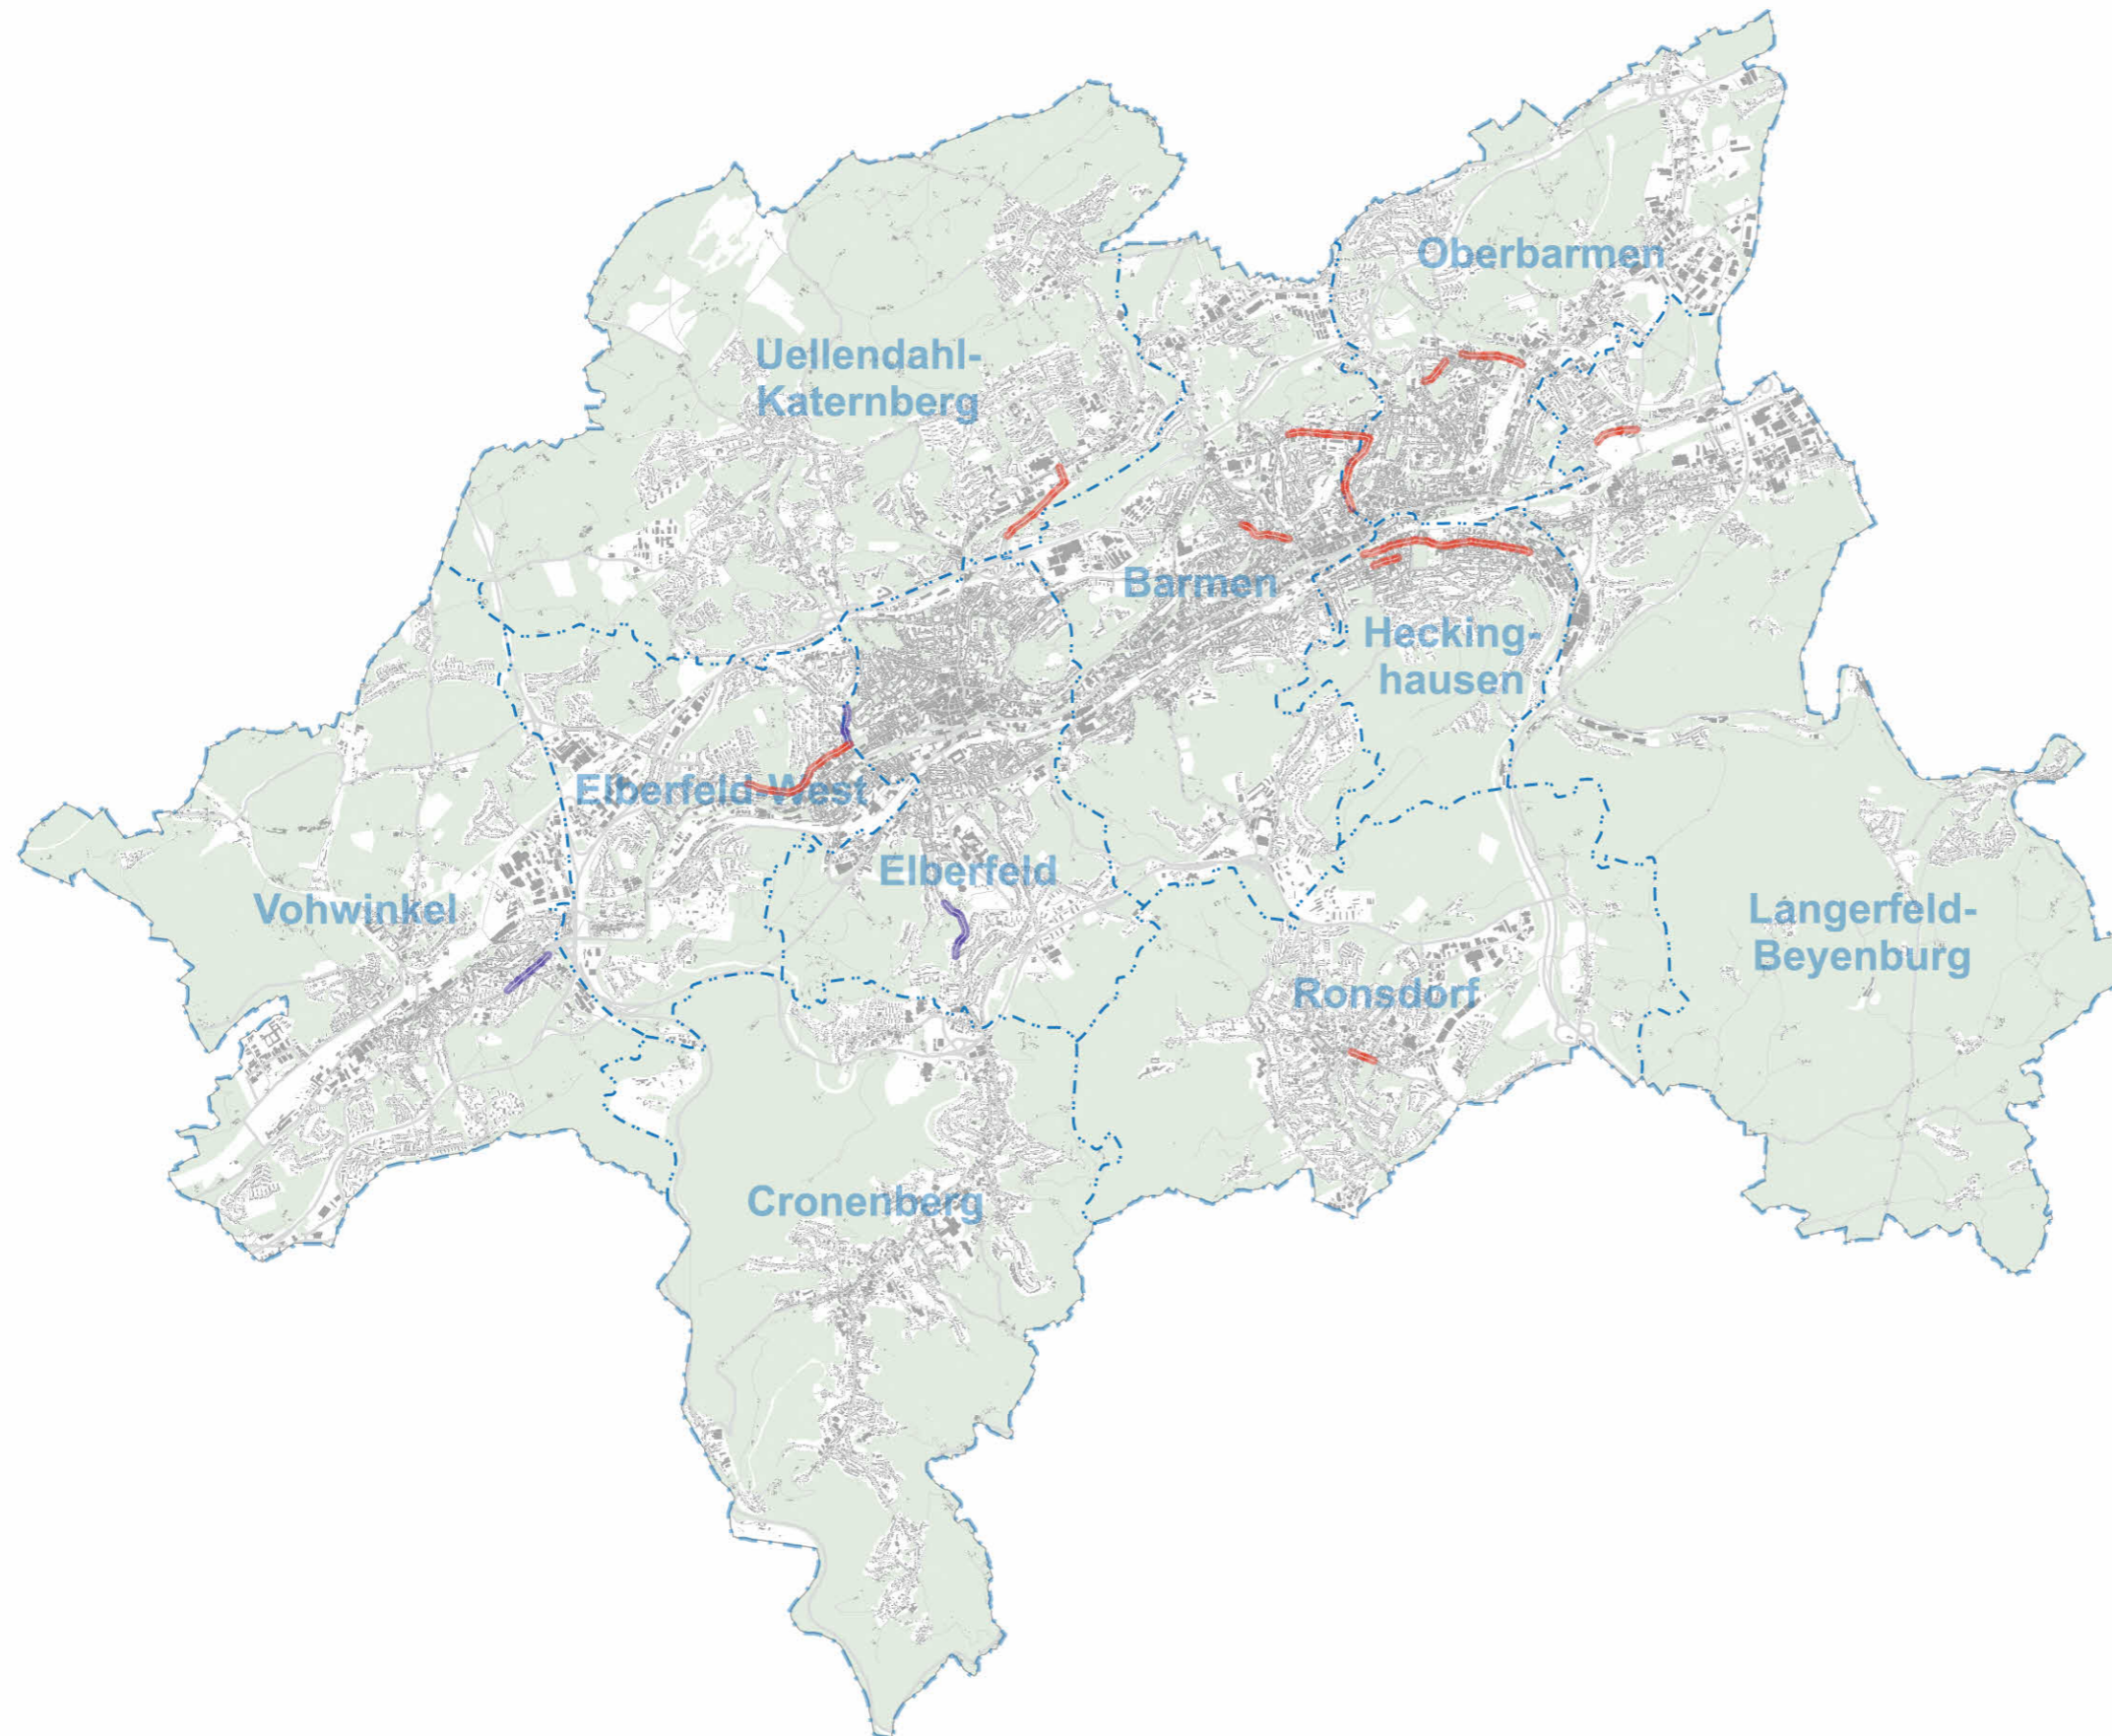 Oberbarmen
Uellendahl-
Katernberg
Barmen
Hecking-
hausen
Elberfeld-West
Elberfeld
Vohwinkel
Langerfeld-
Beyenburg
Ronsdorf
Cronenberg